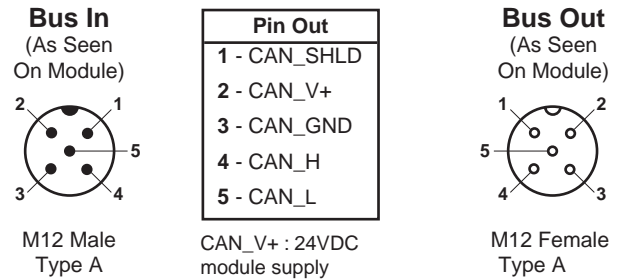 Bus In
(As Seen
On Module)
2
1
5
3
4
M12 Male
Type A
Pin Out
1 - CAN_SHLD
2 - CAN_V+
3 - CAN_GND
4 - CAN_H
5 - CAN_L
CAN_V+ : 24VDC
module supply
Bus Out
(As Seen
On Module)
1
2
5
4
3
M12 Female
Type A